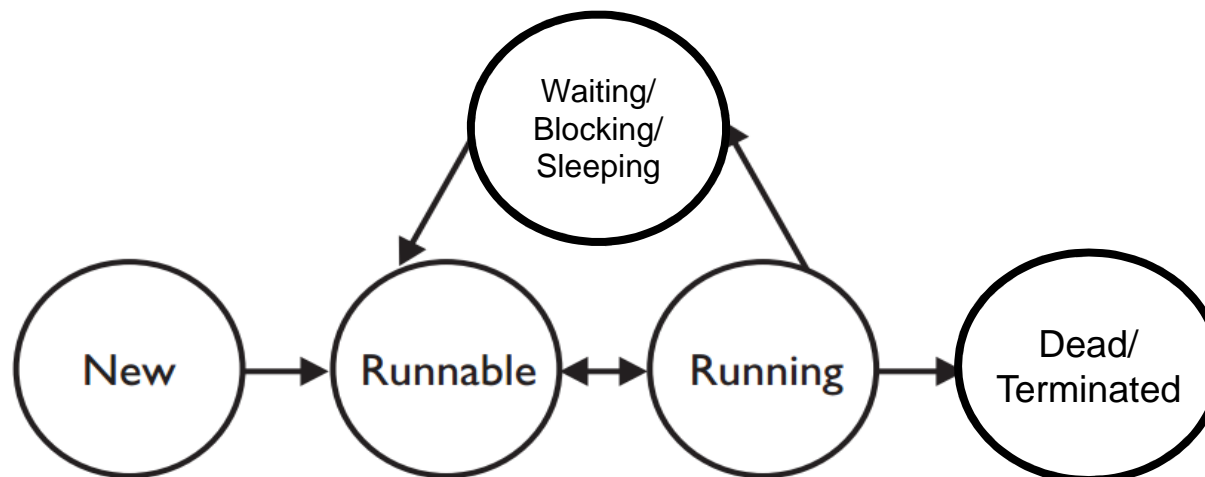 Waiting/
Blocking/
Sleeping
New
Runnable
Running
Dead/
Terminated